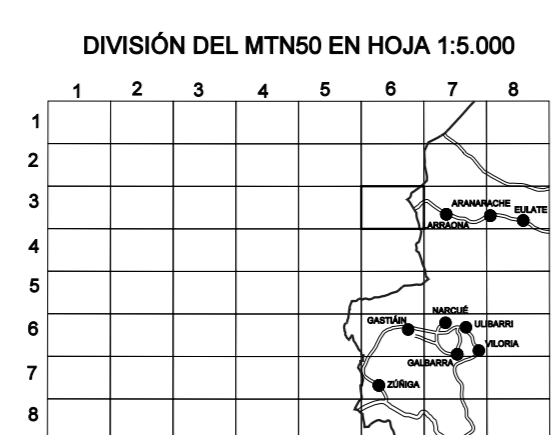 DIVISIÓN DEL MTN50 EN HOJA 1:5.000
1 2 3 4 5 6 7 8
1
2
3
ARANARACHE
EULATE
LARRAONA
4
5
NARCUÉ
6
GASTIÁIN
ULIBARRI
VILORIA
GALBARRA
7
ZÚÑIGA
8